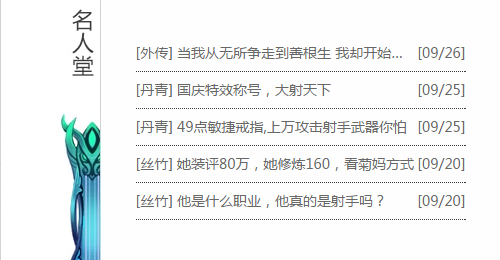 名人堂
[外传] 当我从无所争走到善根生 我却开始... [09/26]
[丹青] 国庆特效称号，大射天下 [09/25]
[丹青] 49点敏捷戒指,上万攻击射手武器你怕 [09/25]
[丝竹] 她装评80万，她修炼160，看菊妈方式 [09/20]
[丝竹] 他是什么职业，他真的是射手吗？ [09/20]